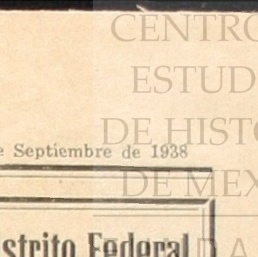 CENTRO
ESTUD
DE HISTO
e Septiembre de 1938
DE MEX
strito Federal